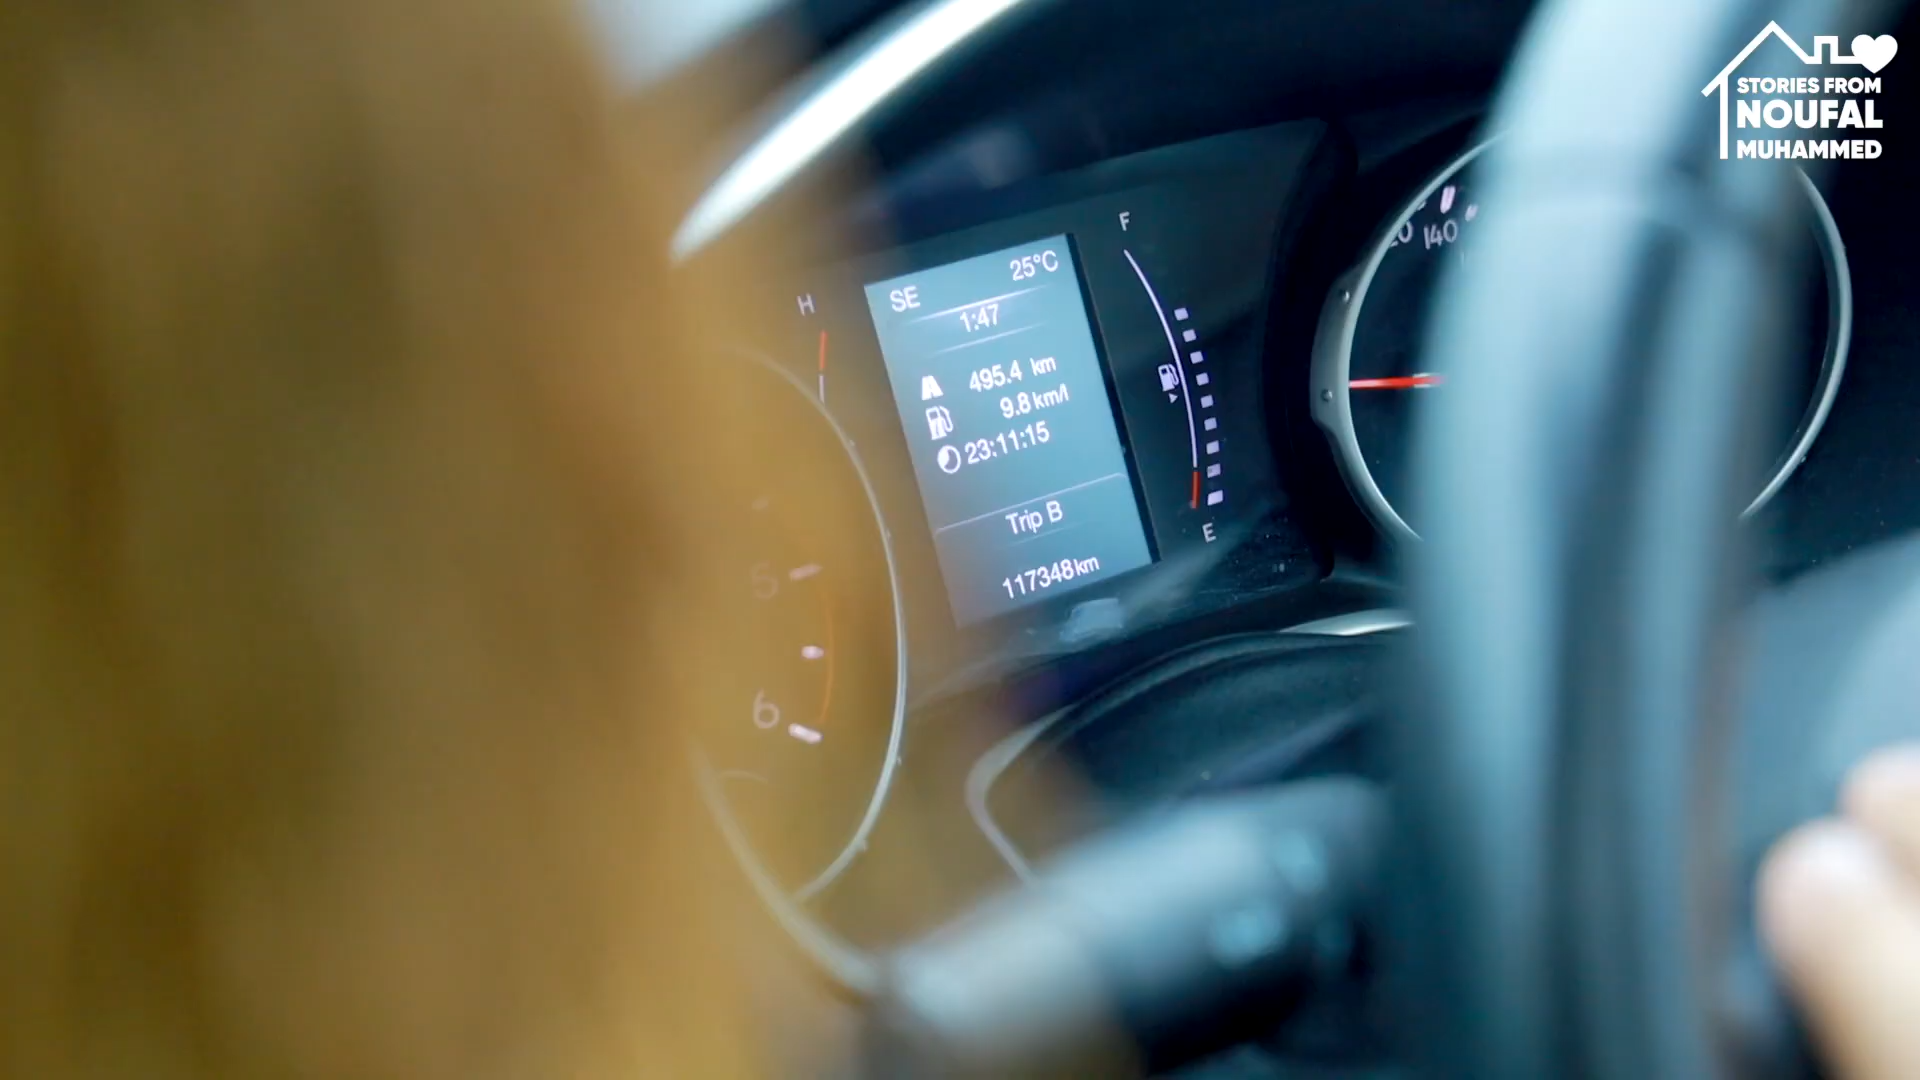 STORIES FROM
NOUFAL
MUHAMMED
F
25°C
SE
H
1:47
140
495.4 km
9.8 km/l
23:11:15
Trip B
E
117348km
5
6